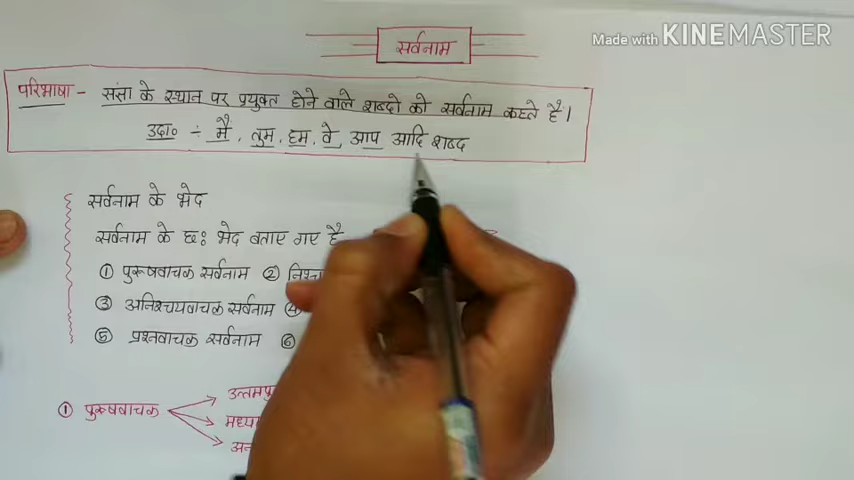 Made with KINEMASTER
सर्वनाम
परिभाषा - संज्ञा के स्थान पर प्रयुक्त होने वाले शब्दो को सर्वनाम कहते है।
उदा० ÷ मै, तुम, हम, वे, आप आदि शब्द
सर्वनाम के भेद
सर्वनाम के छः भेद बताए गए है
① पुरूषवाचक सर्वनाम ②
③ अनिश्चयवाचक सर्वनाम ④
⑤ प्रश्नवाचक सर्वनाम ⑥
① पुरूषवाचक